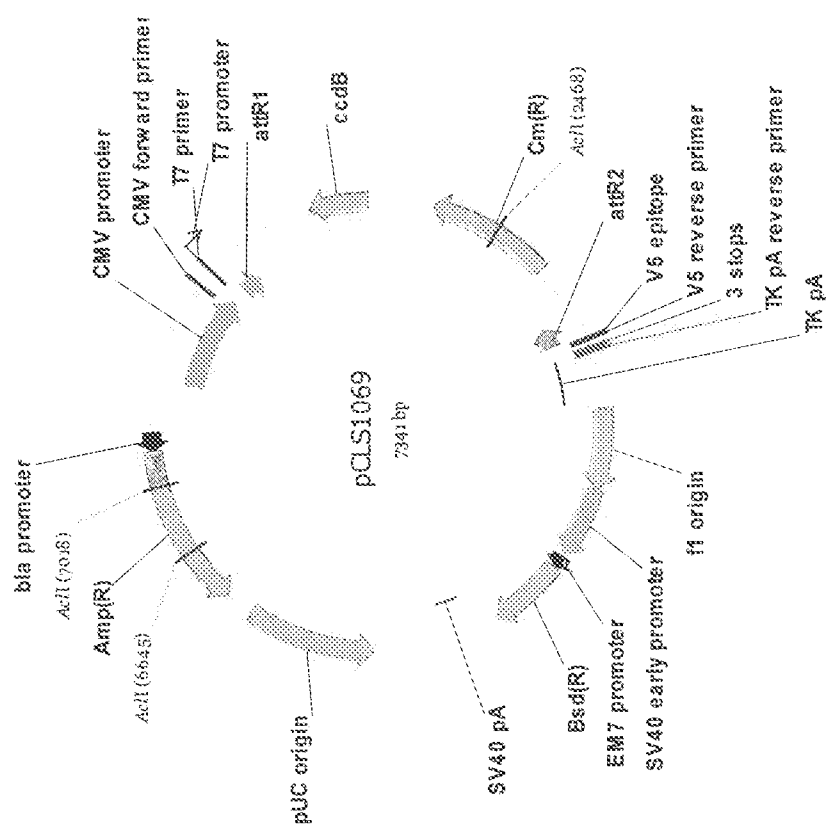 CMV promoter
CMV forward primer
T7 primer
T7 promoter
attR1
ccdB
Cm(R)
AclI (2468)
attR2
V5 epitope
V5 reverse primer
3 stops
TK pA reverse primer
TK pA
f1 origin
SV40 early promoter
EM7 promoter
Bsd(R)
SV40 pA
pUC origin
AclI (6645)
Amp(R)
AclI (7018)
bla promoter
pCLS1069
7341 bp